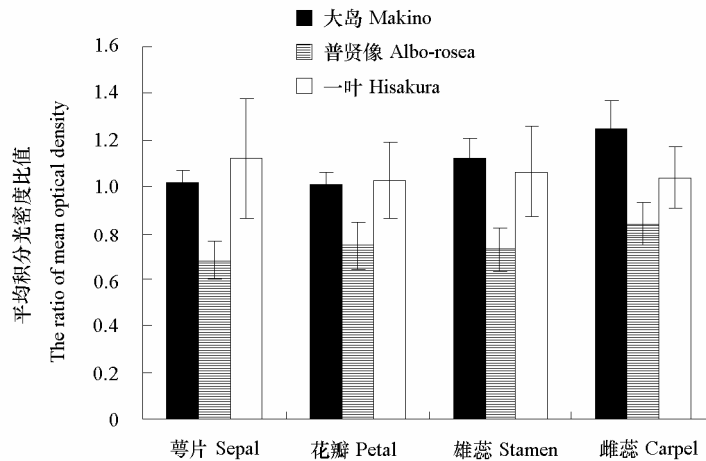 大岛 Makino
普贤像 Albo-rosea
一叶 Hisakura
平均积分光密度比值
The ratio of mean optical density
1.6
1.4
1.2
1.0
0.8
0.6
0.4
0.2
0
萼片 Sepal
花瓣 Petal
雄蕊 Stamen
雌蕊 Carpel